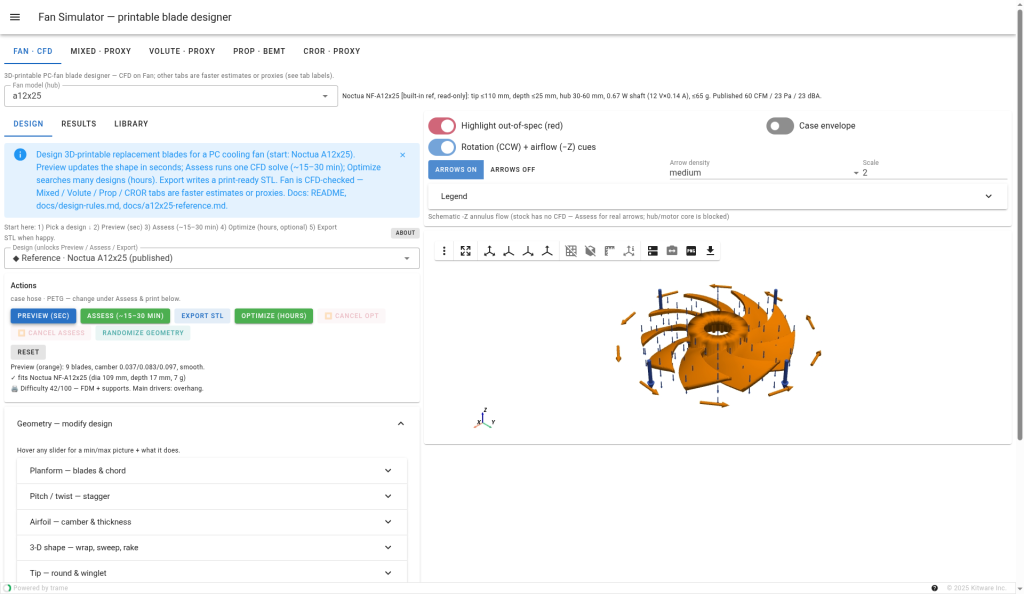 Fan Simulator — printable blade designer
FAN · CFD
MIXED · PROXY
VOLUTE · PROXY
PROP · BEMT
CROR · PROXY
3D-printable PC-fan blade designer — CFD on Fan; other tabs are faster estimates or proxies (see tab labels).
Fan model (hub)
a12x25
Noctua NF-A12x25 [built-in ref, read-only]: tip ≤110 mm, depth ≤25 mm, hub 30-60 mm, 0.67 W shaft (12 V×0.14 A), ≤65 g. Published 60 CFM / 23 Pa / 23 dBA.
DESIGN
RESULTS
LIBRARY
Design 3D-printable replacement blades for a PC cooling fan (start: Noctua A12x25).
Preview updates the shape in seconds; Assess runs one CFD solve (~15–30 min); Optimize
searches many designs (hours). Export writes a print-ready STL. Fan is CFD-checked —
Mixed / Volute / Prop / CROR tabs are faster estimates or proxies. Docs: README,
docs/design-rules.md, docs/a12x25-reference.md.
Start here: 1) Pick a design ↓ 2) Preview (sec) 3) Assess (~15–30 min) 4) Optimize (hours, optional) 5) Export
STL when happy.
ABOUT
Design (unlocks Preview / Assess / Export)
◆ Reference · Noctua A12x25 (published)
Actions
case hose · PETG — change under Assess & print below.
PREVIEW (SEC)
ASSESS (~15–30 MIN)
EXPORT STL
OPTIMIZE (HOURS)
CANCEL OPT
CANCEL ASSESS
RANDOMIZE GEOMETRY
RESET
Preview (orange): 9 blades, camber 0.037/0.083/0.097, smooth.
✓ fits Noctua NF-A12x25 (dia 109 mm, depth 17 mm, 7 g)
Difficulty 42/100 — FDM + supports. Main drivers: overhang.
Geometry — modify design
Hover any slider for a min/max picture + what it does.
Planform — blades & chord
Pitch / twist — stagger
Airfoil — camber & thickness
3-D shape — wrap, sweep, rake
Tip — round & winglet
Highlight out-of-spec (red)
Case envelope
Rotation (CCW) + airflow (−Z) cues
ARROWS ON
ARROWS OFF
Arrow density
medium
Scale
2
Legend
Schematic -Z annulus flow (stock has no CFD — Assess for real arrows; hub/motor core is blocked)
PNG
Z
X
Y
Powered by trame
© 2025 Kitware Inc.